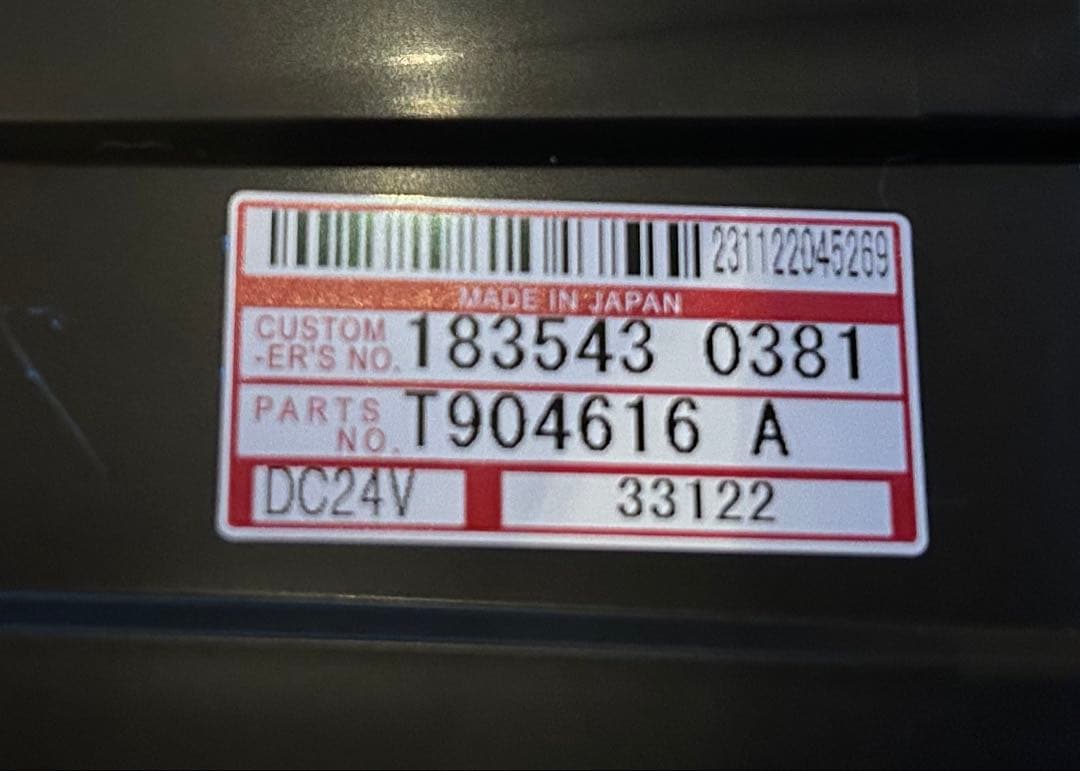 231122045269
MADE IN JAPAN
CUSTOM
-ER'S NO. 183543 0381
PARTS
NO. T904616 A
DC24V 33122